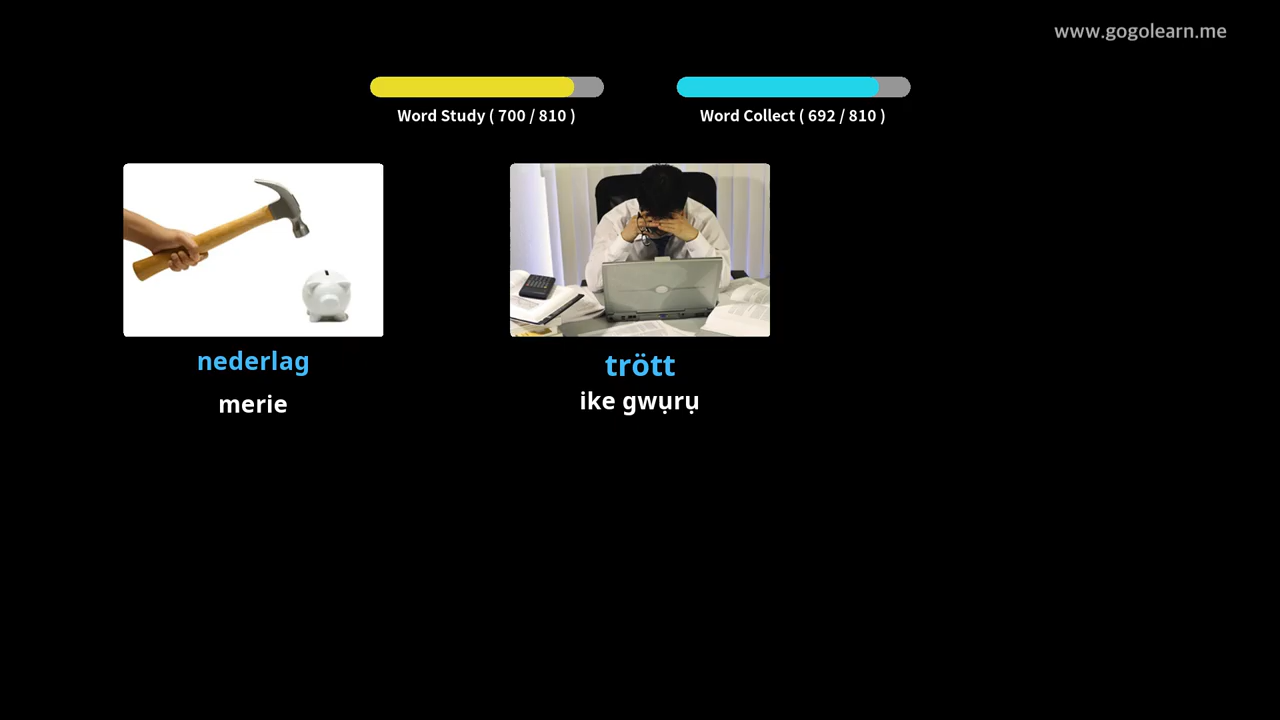 www.gogolearn.me
Word Study ( 700 / 810 )
Word Collect ( 692 / 810 )
nederlag
merie
trött
ike gwụrụ